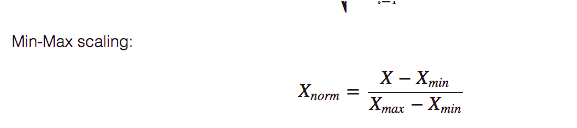 Min-Max scaling:
X_norm = (X − X_min) / (X_max − X_min)